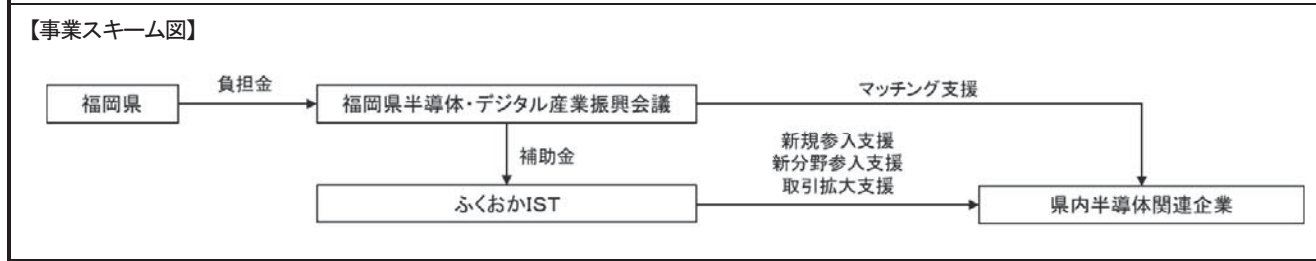 【事業スキーム図】
福岡県
負担金
福岡県半導体・デジタル産業振興会議
マッチング支援
補助金
新規参入支援
新分野参入支援
取引拡大支援
ふくおかIST
県内半導体関連企業